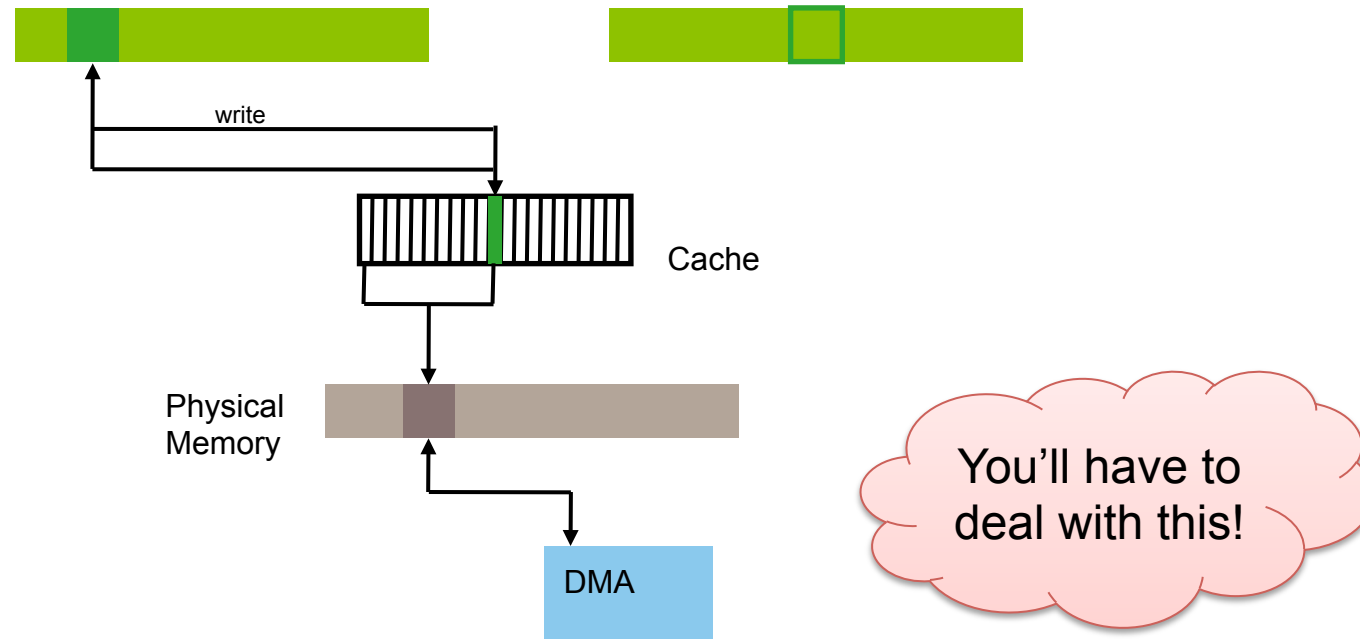 write
Cache
Physical
Memory
You’ll have to
deal with this!
DMA